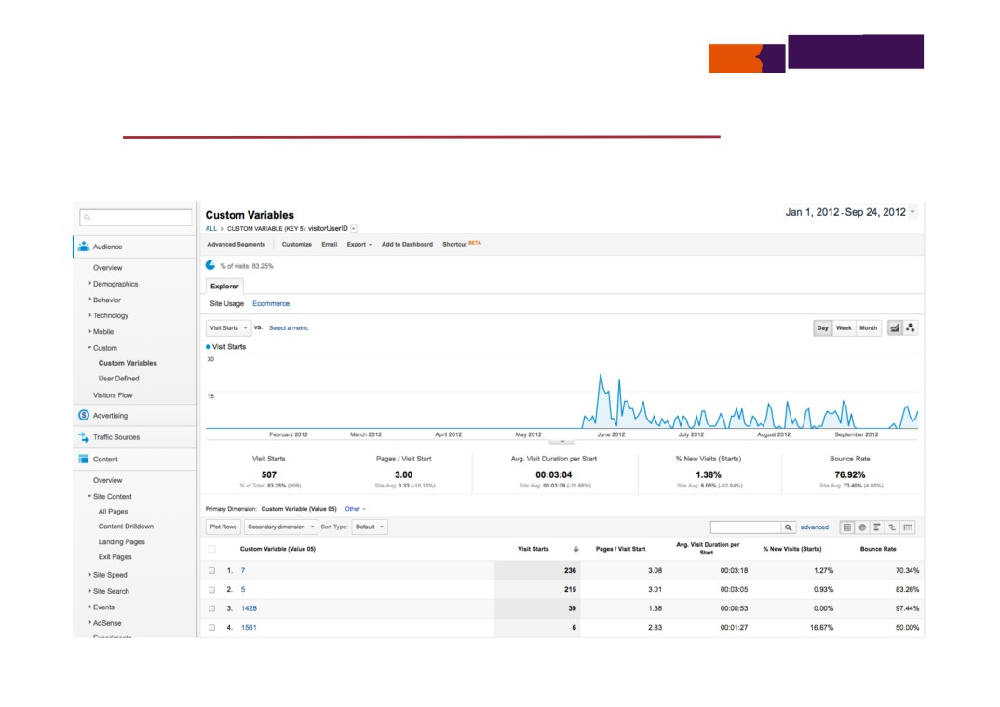 Custom Variables
Jan 1, 2012 - Sep 24, 2012
ALL » CUSTOM VARIABLE (KEY 5): visitorUserID
Advanced Segments Customize Email Export Add to Dashboard Shortcut BETA
% of visits: 83.25%
Explorer
Site Usage Ecommerce
Visit Starts VS. Select a metric
Day Week Month
Visit Starts
30
15
February 2012 March 2012 April 2012 May 2012 June 2012 July 2012 August 2012 September 2012
Visit Starts Pages / Visit Start Avg. Visit Duration per Start % New Visits (Starts) Bounce Rate
507 3.00 00:03:04 1.38% 76.92%
% of Total: 83.25% (609) Site Avg: 3.33 (-10.10%) Site Avg: 00:03:28 (-11.68%) Site Avg: 8.05% (-82.84%) Site Avg: 73.40% (4.80%)
Primary Dimension: Custom Variable (Value 05) Other
Plot Rows Secondary dimension Sort Type: Default advanced
Custom Variable (Value 05) Visit Starts Pages / Visit Start Avg. Visit Duration per Start % New Visits (Starts) Bounce Rate
1. 7 236 3.08 00:03:18 1.27% 70.34%
2. 5 215 3.01 00:03:05 0.93% 83.26%
3. 1428 39 1.38 00:00:53 0.00% 97.44%
4. 1561 6 2.83 00:01:27 16.67% 50.00%
Audience
Overview
Demographics
Behavior
Technology
Mobile
Custom
Custom Variables
User Defined
Visitors Flow
Advertising
Traffic Sources
Content
Overview
Site Content
All Pages
Content Drilldown
Landing Pages
Exit Pages
Site Speed
Site Search
Events
AdSense